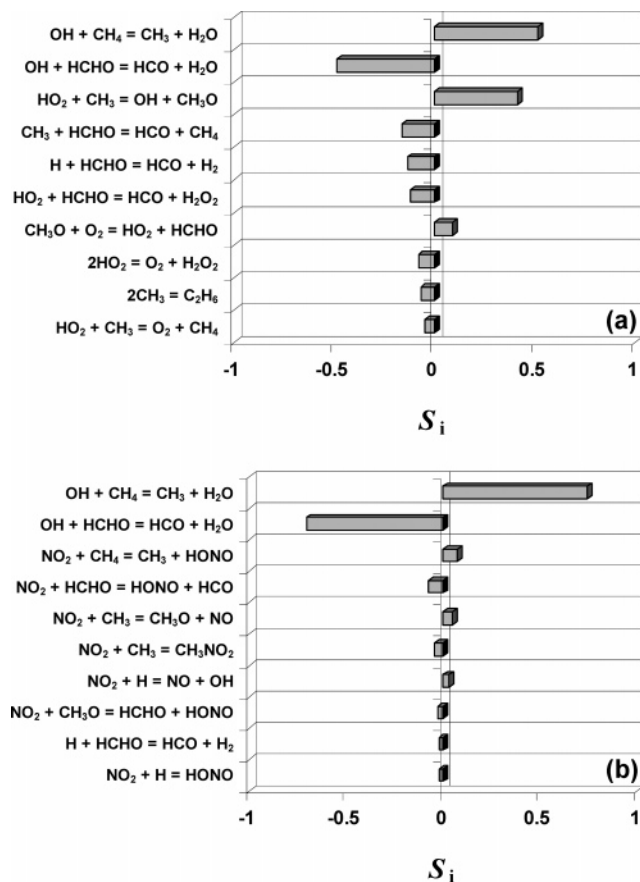 OH + CH₄ = CH₃ + H₂O
OH + HCHO = HCO + H₂O
HO₂ + CH₃ = OH + CH₃O
CH₃ + HCHO = HCO + CH₄
H + HCHO = HCO + H₂
HO₂ + HCHO = HCO + H₂O₂
CH₃O + O₂ = HO₂ + HCHO
2HO₂ = O₂ + H₂O₂
2CH₃ = C₂H₆
HO₂ + CH₃ = O₂ + CH₄
(a)
-1 -0.5 0 0.5 1
Sᵢ
OH + CH₄ = CH₃ + H₂O
OH + HCHO = HCO + H₂O
NO₂ + CH₄ = CH₃ + HONO
NO₂ + HCHO = HONO + HCO
NO₂ + CH₃ = CH₃O + NO
NO₂ + CH₃ = CH₃NO₂
NO₂ + H = NO + OH
NO₂ + CH₃O = HCHO + HONO
H + HCHO = HCO + H₂
NO₂ + H = HONO
(b)
-1 -0.5 0 0.5 1
Sᵢ